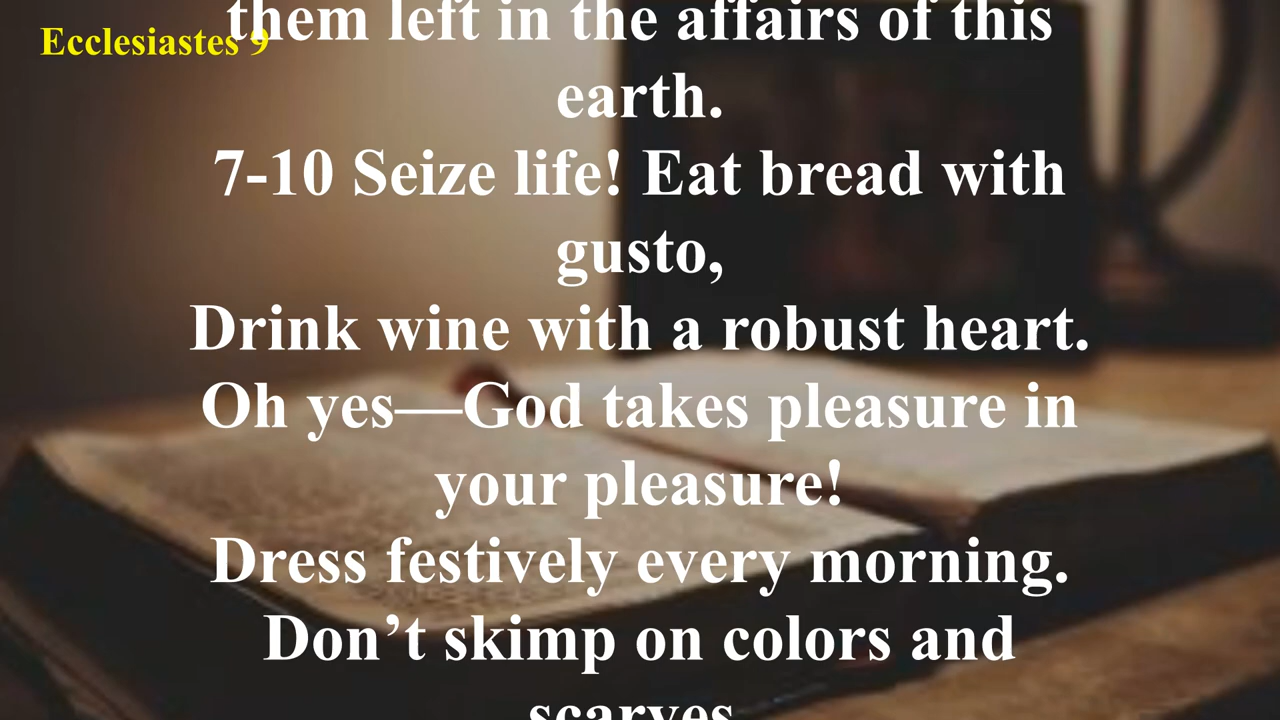 Ecclesiastes 9
them left in the affairs of this
earth.
7-10 Seize life! Eat bread with
gusto,
Drink wine with a robust heart.
Oh yes—God takes pleasure in
your pleasure!
Dress festively every morning.
Don’t skimp on colors and
scarves.